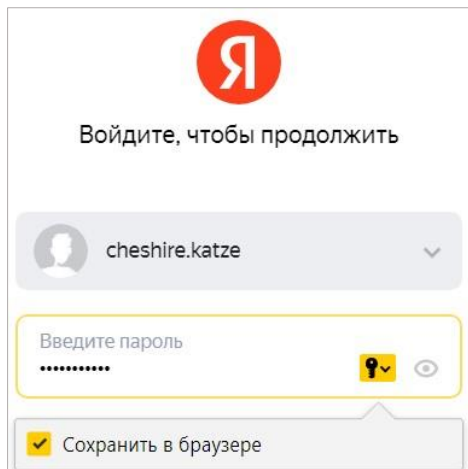 Я
Войдите, чтобы продолжить
cheshire.katze
Введите пароль
•••••••••••
Сохранить в браузере